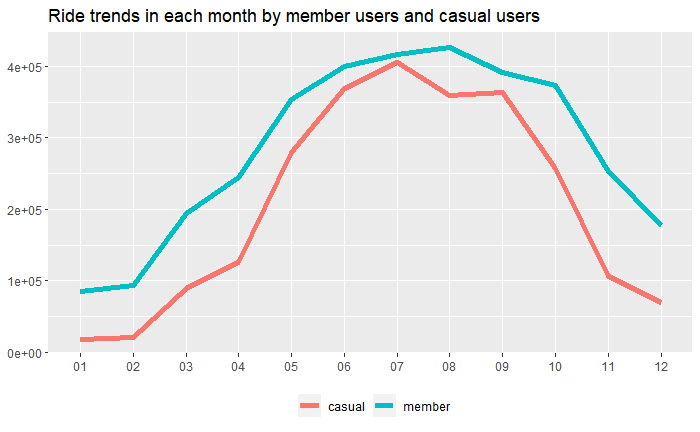 Ride trends in each month by member users and casual users
4e+05
3e+05
2e+05
1e+05
0e+00
01 02 03 04 05 06 07 08 09 10 11 12
casual member